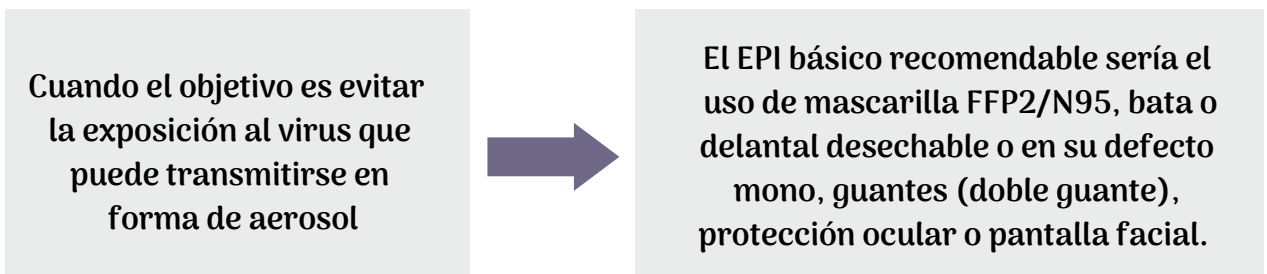 Cuando el objetivo es evitar
la exposición al virus que
puede transmitirse en
forma de aerosol
El EPI básico recomendable sería el
uso de mascarilla FFP2/N95, bata o
delantal desechable o en su defecto
mono, guantes (doble guante),
protección ocular o pantalla facial.